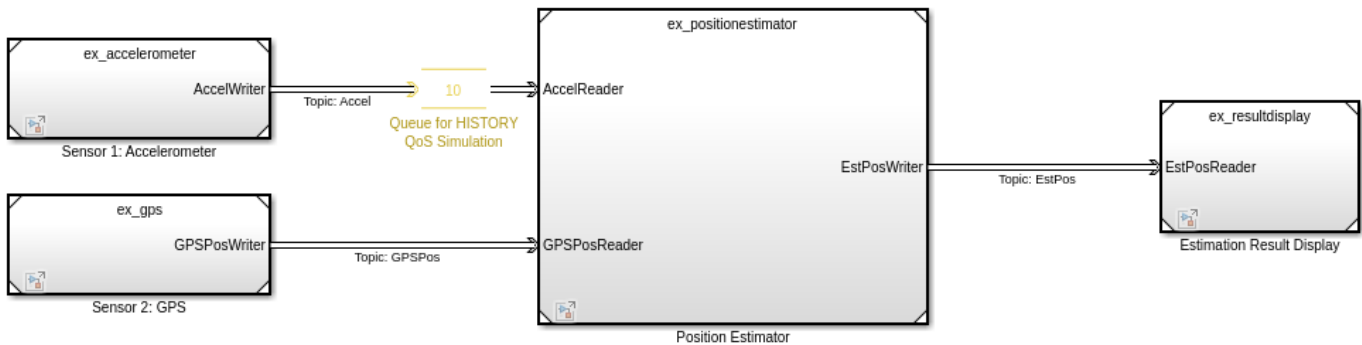 ex_accelerometer
AccelWriter
Topic: Accel
Sensor 1: Accelerometer
10
Queue for HISTORY
QoS Simulation
ex_gps
GPSPosWriter
Topic: GPSPos
Sensor 2: GPS
ex_positionestimator
AccelReader
EstPosWriter
GPSPosReader
Position Estimator
Topic: EstPos
ex_resultdisplay
EstPosReader
Estimation Result Display